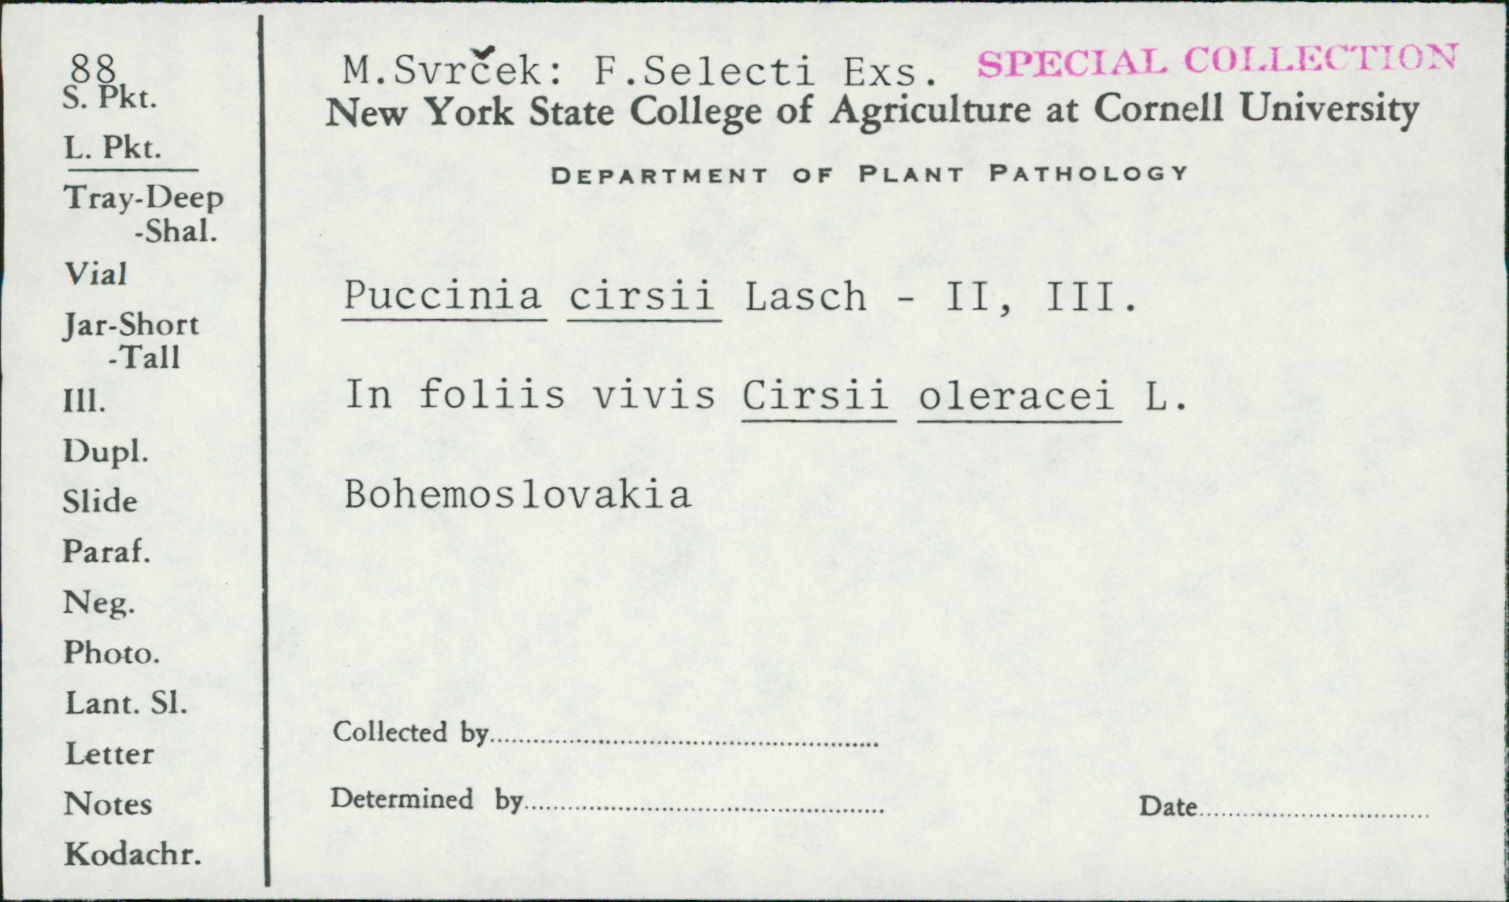 88
S. Pkt.
L. Pkt.
Tray-Deep
-Shal.
Vial
Jar-Short
-Tall
Ill.
Dupl.
Slide
Paraf.
Neg.
Photo.
Lant. Sl.
Letter
Notes
Kodachr.
M.Svrček: F.Selecti Exs. SPECIAL COLLECTION
New York State College of Agriculture at Cornell University
DEPARTMENT OF PLANT PATHOLOGY
Puccinia cirsii Lasch - II, III.
In foliis vivis Cirsii oleracei L.
Bohemoslovakia
Collected by
Determined by
Date